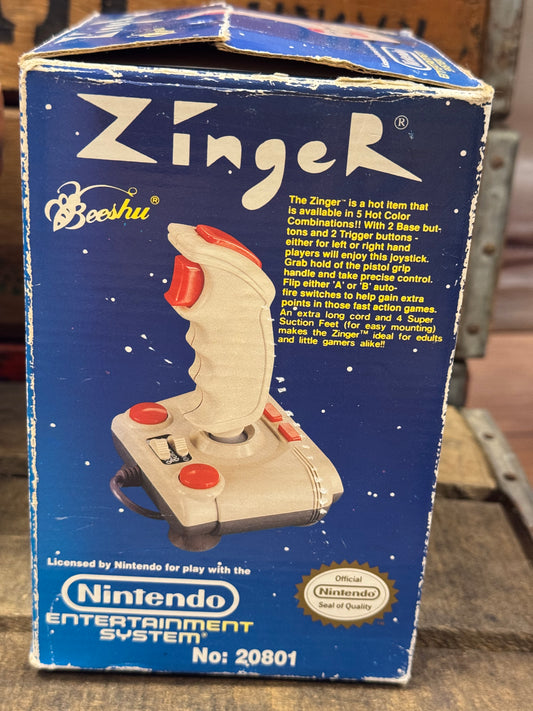 Zinger®
Beeshu®
The Zinger™ is a hot item that
is available in 5 Hot Color
Combinations!! With 2 Base but-
tons and 2 Trigger buttons -
either for left or right hand
players will enjoy this joystick.
Grab hold of the pistol grip
handle and take precise control.
Flip either 'A' or 'B' auto-
fire switches to help gain extra
points in those fast action games.
An extra long cord and 4 Super
Suction Feet (for easy mounting)
makes the Zinger™ ideal for edults
and little gamers alike!!
Licensed by Nintendo for play with the
Nintendo®
ENTERTAINMENT
SYSTEM®
No: 20801
Official
Nintendo®
Seal of Quality